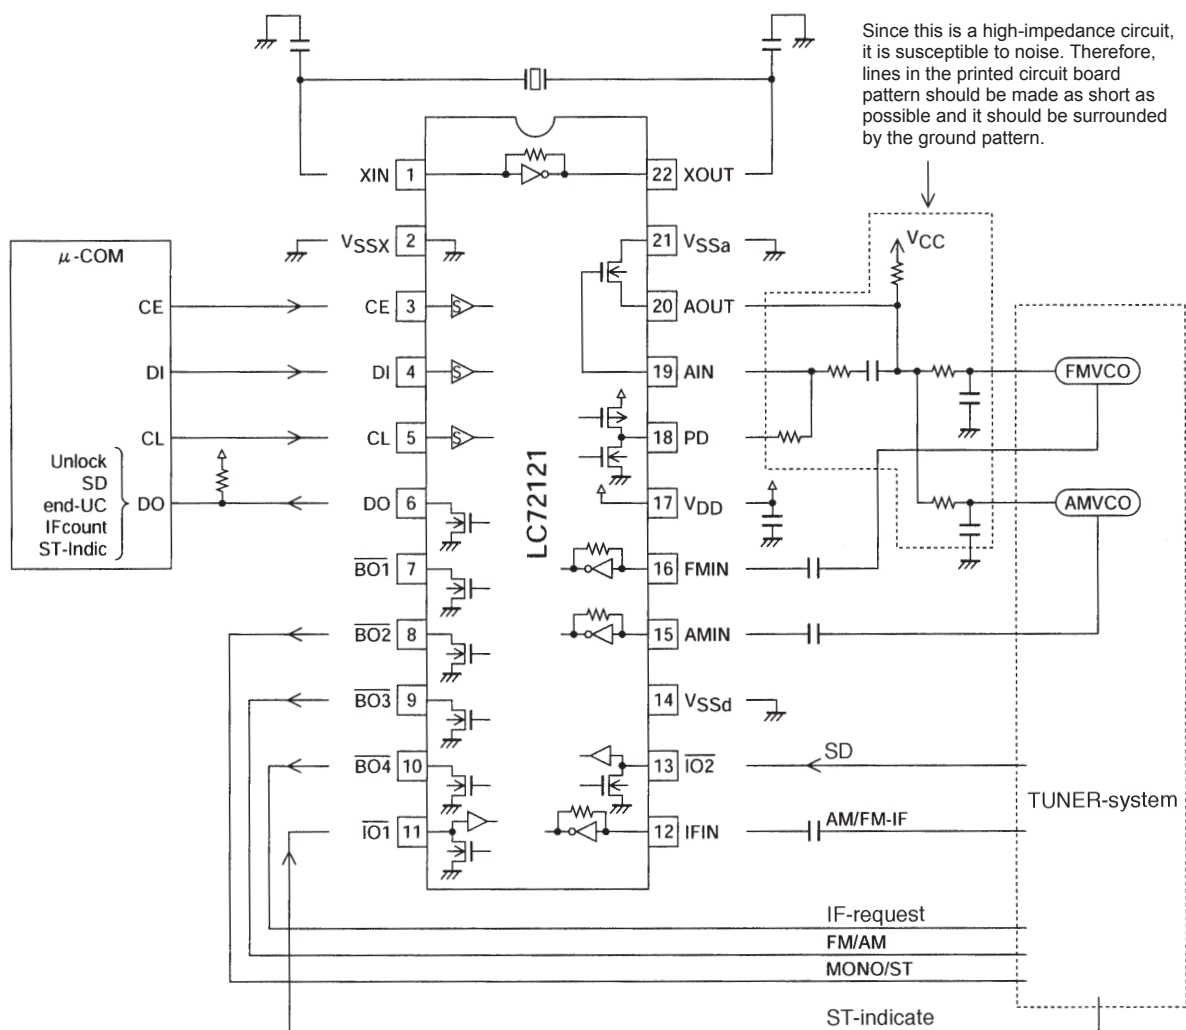 Since this is a high-impedance circuit,
it is susceptible to noise. Therefore,
lines in the printed circuit board
pattern should be made as short as
possible and it should be surrounded
by the ground pattern.
XIN 1
22 XOUT
VSSX 2
21 VSSa
VCC
μ-COM
CE
CE 3
S
20 AOUT
DI
DI 4
S
19 AIN
FMVCO
CL
CL 5
S
18 PD
Unlock
SD
end-UC
IFcount
ST-Indic
DO
DO 6
17 VDD
AMVCO
LC72121
BO1 7
16 FMIN
BO2 8
15 AMIN
BO3 9
14 VSSd
BO4 10
13 IO2
SD
TUNER-system
IO1 11
12 IFIN
AM/FM-IF
IF-request
FM/AM
MONO/ST
ST-indicate